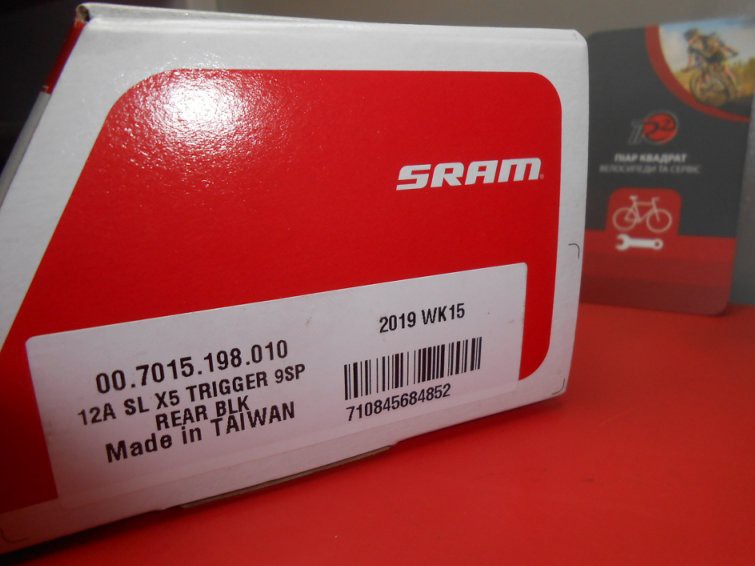 SRAM
2019 WK15
00.7015.198.010
12A SL X5 TRIGGER 9SP
REAR BLK
Made in TAIWAN
710845684852
ПІАР КВАДРАТ
ВЕЛОСИПЕДИ ТА СЕРВІС